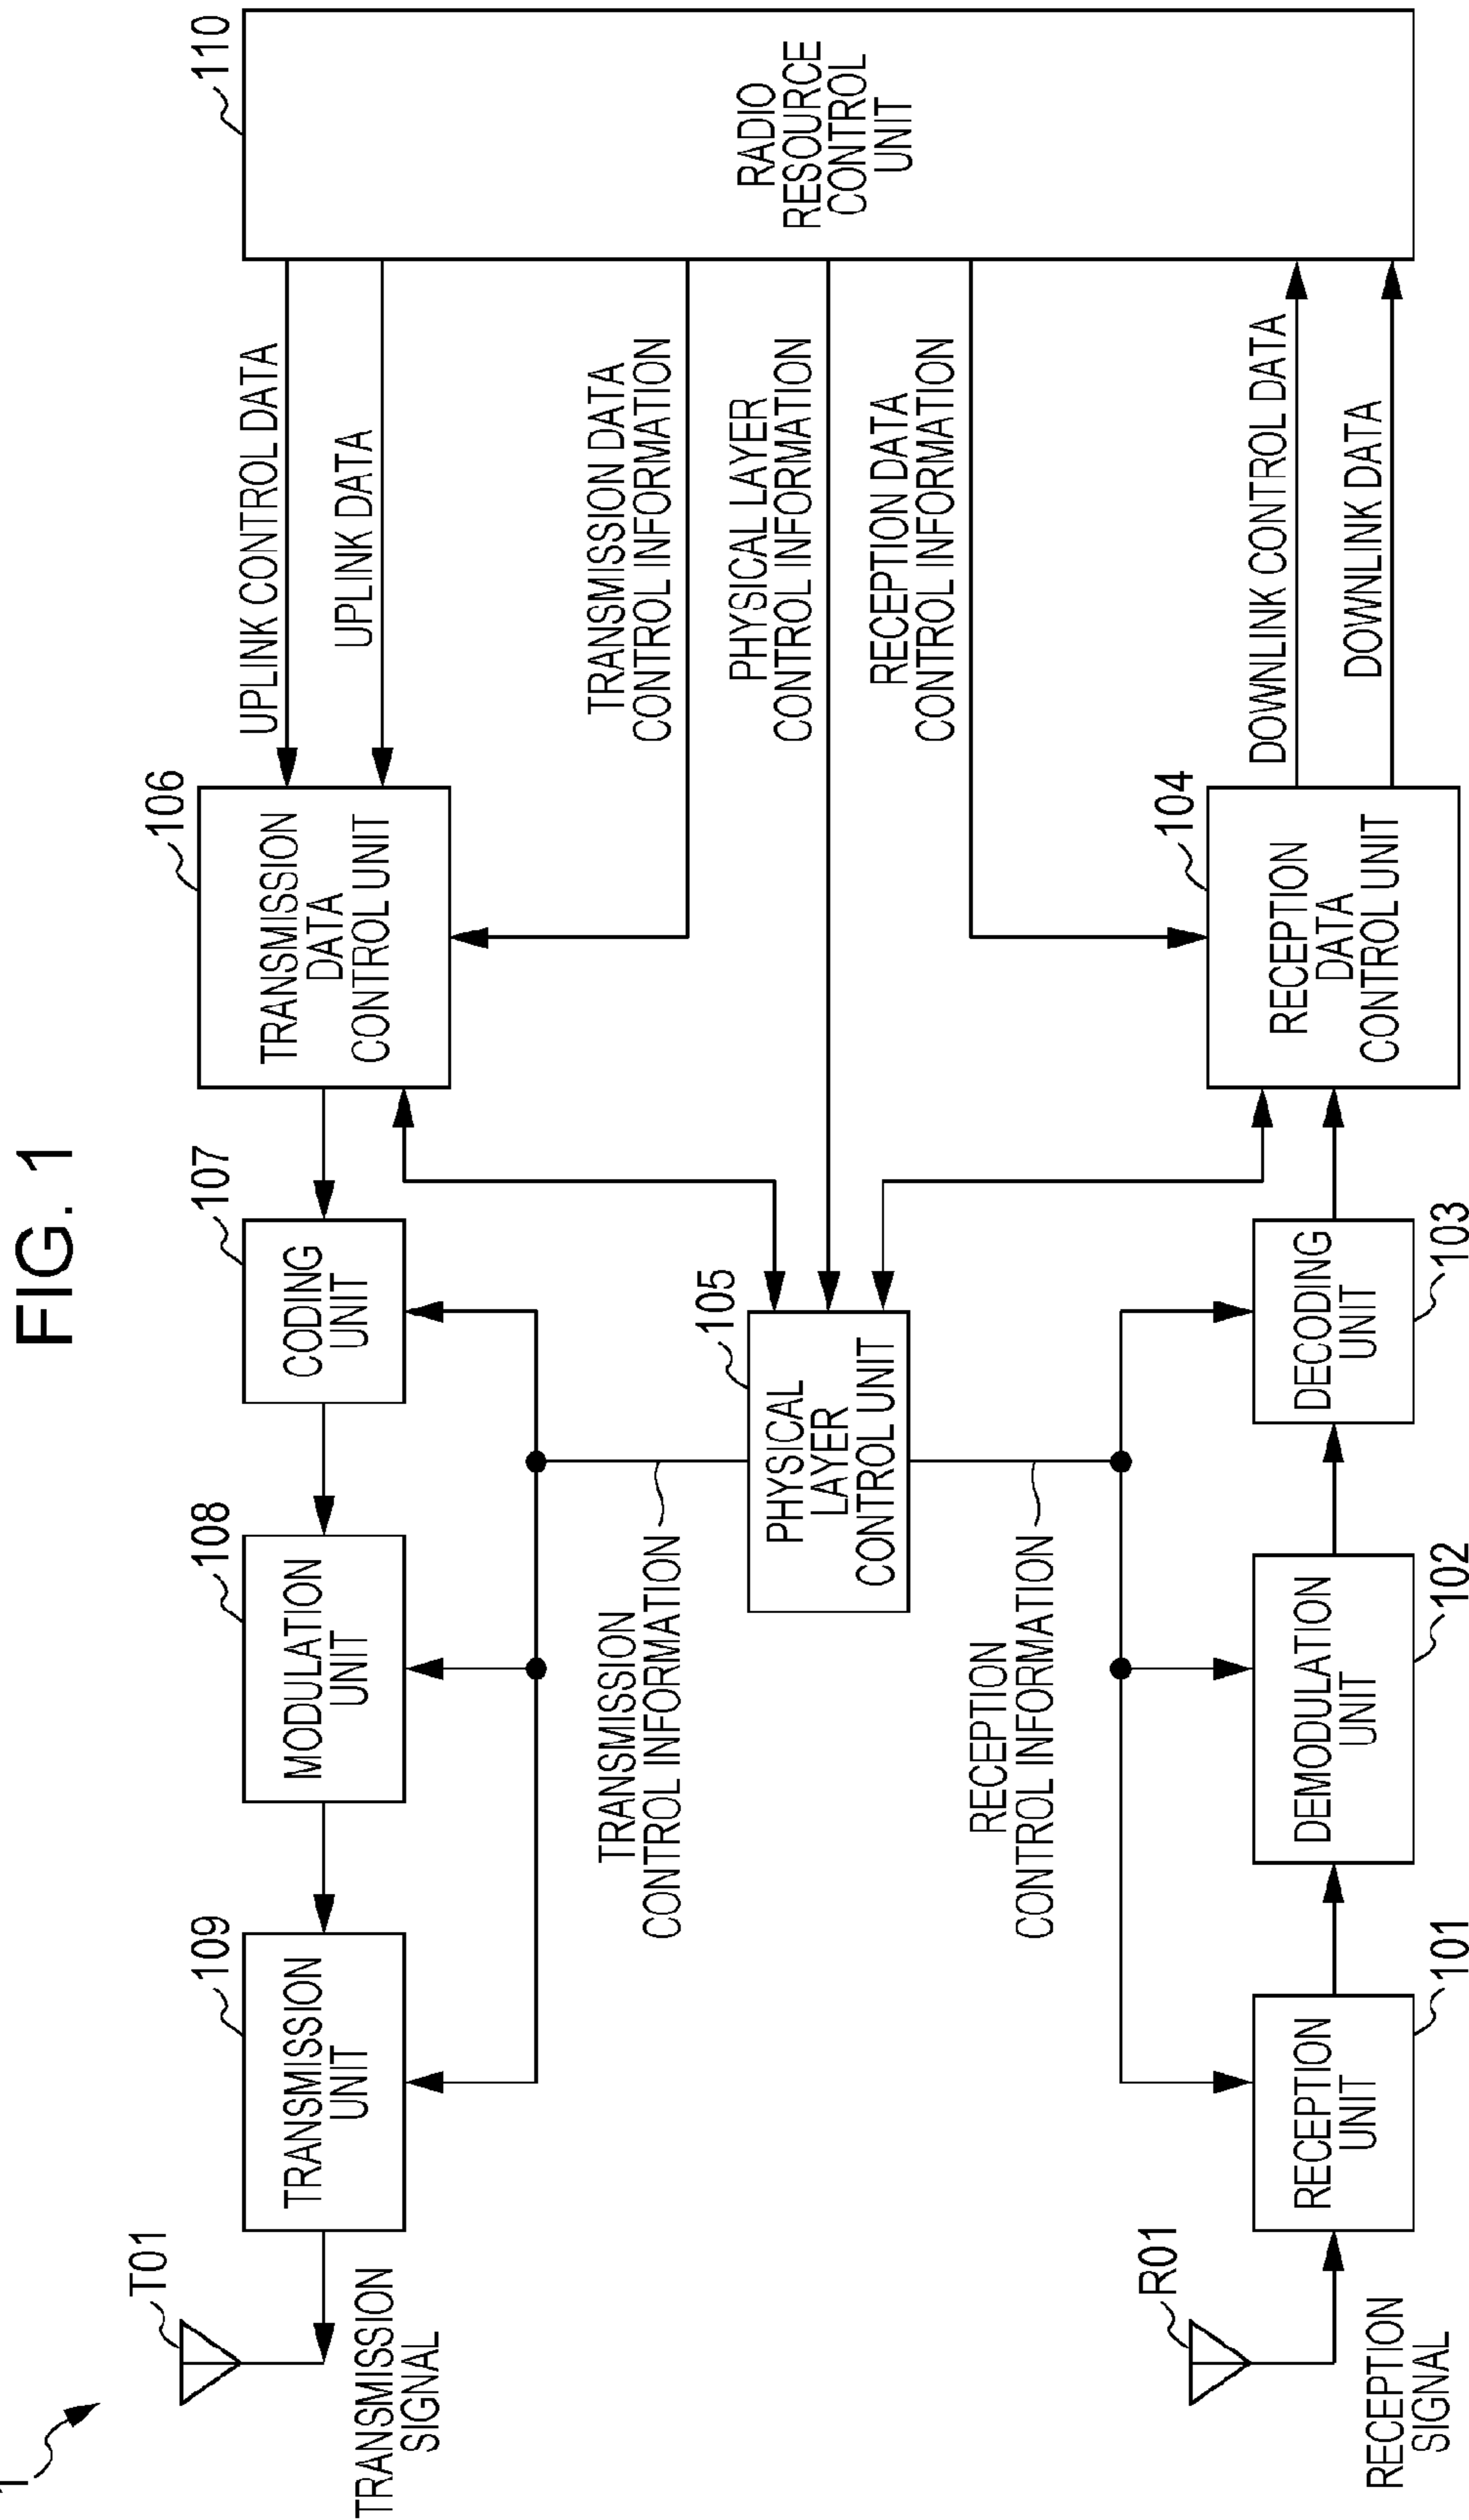 FIG. 1
1
T01
TRANSMISSION
SIGNAL
109
TRANSMISSION
UNIT
108
MODULATION
UNIT
107
CODING
UNIT
106
TRANSMISSION
DATA
CONTROL UNIT
UPLINK CONTROL DATA
UPLINK DATA
110
RADIO
RESOURCE
CONTROL
UNIT
TRANSMISSION DATA
CONTROL INFORMATION
PHYSICAL LAYER
CONTROL INFORMATION
RECEPTION DATA
CONTROL INFORMATION
TRANSMISSION
CONTROL INFORMATION
105
PHYSICAL
LAYER
CONTROL UNIT
RECEPTION
CONTROL INFORMATION
R01
RECEPTION
SIGNAL
RECEPTION
UNIT
101
DEMODULATION
UNIT
102
DECODING
UNIT
103
104
RECEPTION
DATA
CONTROL UNIT
DOWNLINK CONTROL DATA
DOWNLINK DATA